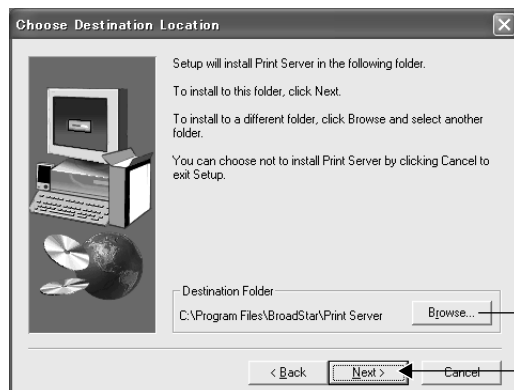 Choose Destination Location
Setup will install Print Server in the following folder.
To install to this folder, click Next.
To install to a different folder, click Browse and select another
folder.
You can choose not to install Print Server by clicking Cancel to
exit Setup.
Destination Folder
C:\Program Files\BroadStar\Print Server
Browse...
< Back
Next >
Cancel